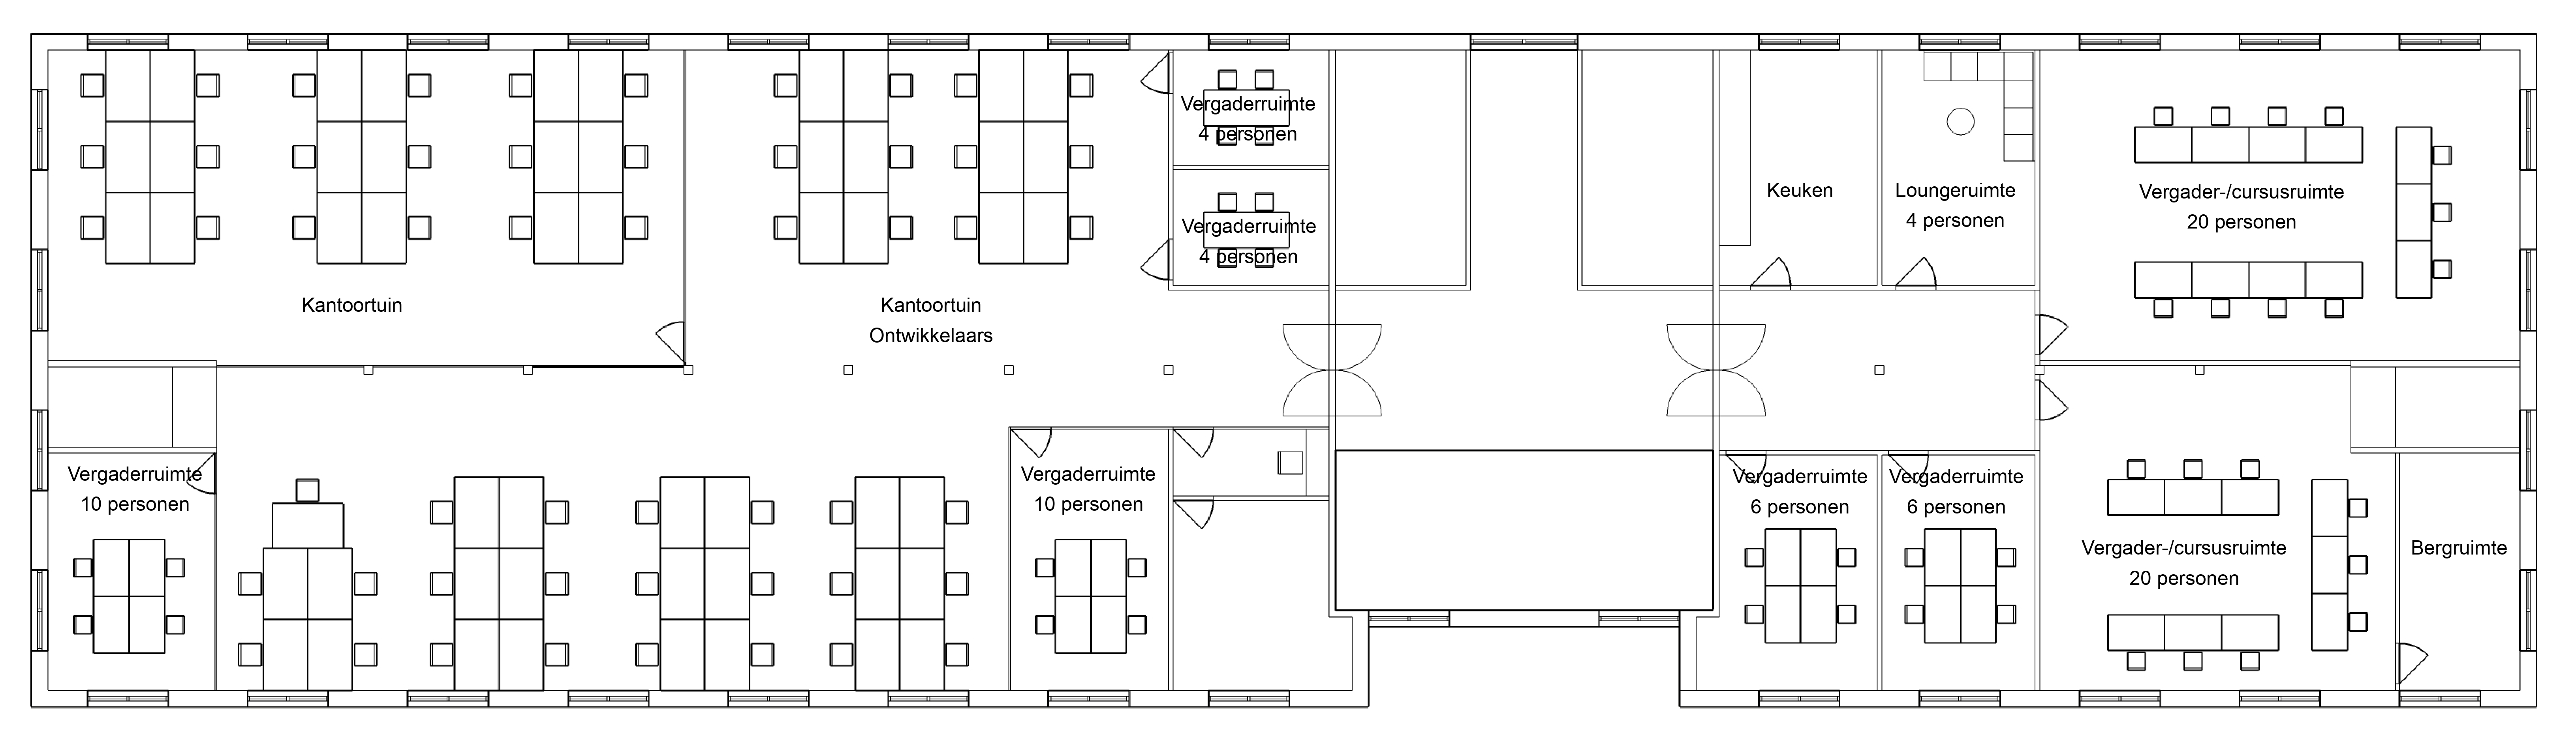 Vergaderruimte
4 personen
Vergaderruimte
4 personen
Keuken
Loungeruimte
4 personen
Vergader-/cursusruimte
20 personen
Kantoortuin
Kantoortuin
Ontwikkelaars
Vergaderruimte
10 personen
Vergaderruimte
10 personen
Vergaderruimte
6 personen
Vergaderruimte
6 personen
Vergader-/cursusruimte
20 personen
Bergruimte